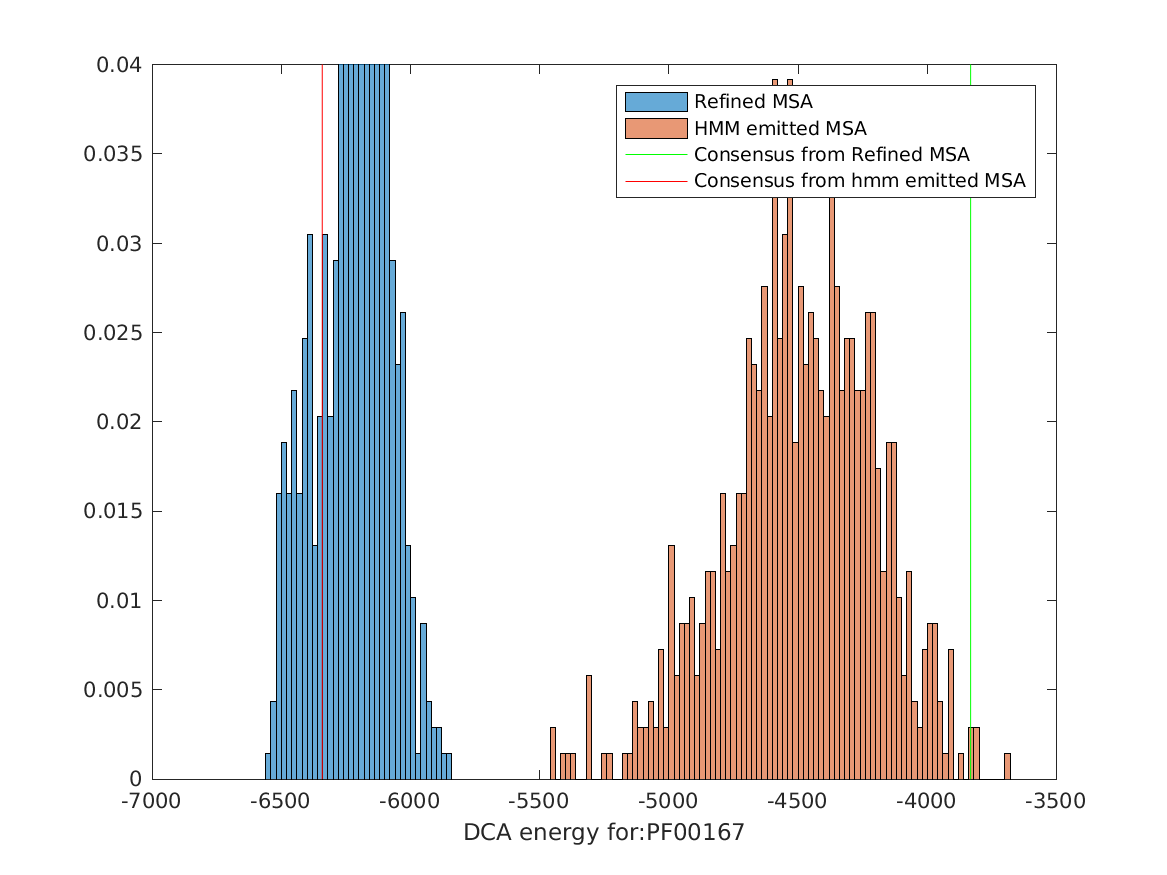 0.04
0.035
0.03
0.025
0.02
0.015
0.01
0.005
0
-7000 -6500 -6000 -5500 -5000 -4500 -4000 -3500
DCA energy for:PF00167
Refined MSA
HMM emitted MSA
Consensus from Refined MSA
Consensus from hmm emitted MSA